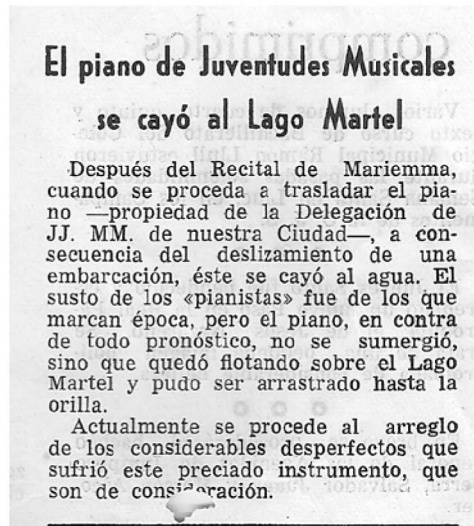 El piano de Juventudes Musicales
se cayó al Lago Martel
Después del Recital de Mariemma,
cuando se proceda a trasladar el pia-
no —propiedad de la Delegación de
JJ. MM. de nuestra Ciudad—, a con-
secuencia del deslizamiento de una
embarcación, éste se cayó al agua. El
susto de los «pianistas» fue de los que
marcan época, pero el piano, en contra
de todo pronóstico, no se sumergió,
sino que quedó flotando sobre el Lago
Martel y pudo ser arrastrado hasta la
orilla.
Actualmente se procede al arreglo
de los considerables desperfectos que
sufrió este preciado instrumento, que
son de consideración.